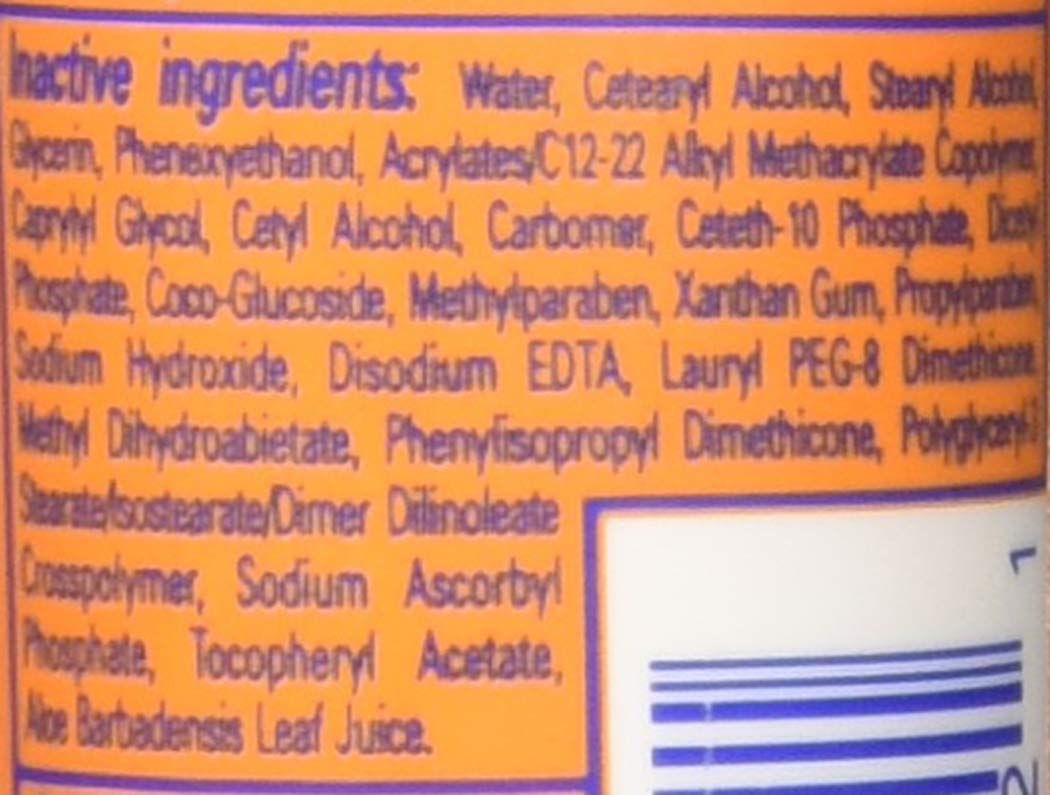 Inactive ingredients: Water, Cetearyl Alcohol, Stearyl Alcohol,
Glycerin, Phenoxyethanol, Acrylates/C12-22 Alkyl Methacrylate Copolymer,
Caprylyl Glycol, Cetyl Alcohol, Carbomer, Ceteth-10 Phosphate, Dicetyl
Phosphate, Coco-Glucoside, Methylparaben, Xanthan Gum, Propylparaben,
Sodium Hydroxide, Disodium EDTA, Lauryl PEG-8 Dimethicone,
Methyl Dihydroabietate, Phenylisopropyl Dimethicone, Polyglyceryl-3
Stearate/Isostearate/Dimer Dilinoleate
Crosspolymer, Sodium Ascorbyl
Phosphate, Tocopheryl Acetate,
Aloe Barbadensis Leaf Juice.
1
2